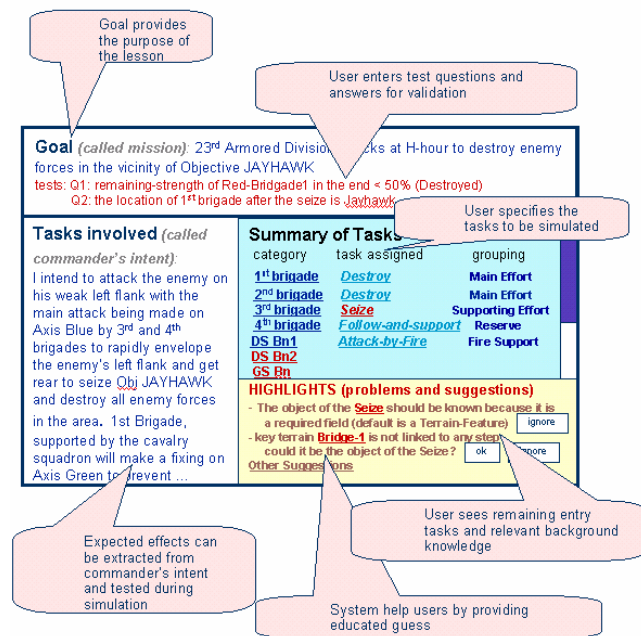 Goal provides
the purpose of
the lesson
User enters test questions and
answers for validation
Goal (called mission): 23rd Armored Division cks at H-hour to destroy enemy
forces in the vicinity of Objective JAYHAWK
tests: Q1: remaining-strength of Red-Bridgade1 in the end < 50% (Destroyed)
Q2: the location of 1st brigade after the seize is Jayhawk
User specifies the
tasks to be simulated
Tasks involved (called
commander's intent):
I intend to attack the enemy on
his weak left flank with the
main attack being made on
Axis Blue by 3rd and 4th
brigades to rapidly envelope
the enemy's left flank and get
rear to seize Obj JAYHAWK
and destroy all enemy forces
in the area. 1st Brigade,
supported by the cavalry
squadron will make a fixing on
Axis Green to prevent ...
Summary of Tasks
category task assigned grouping
1st brigade Destroy Main Effort
2nd brigade Destroy Main Effort
3rd brigade Seize Supporting Effort
4th brigade Follow-and-support Reserve
DS Bn1 Attack-by-Fire Fire Support
DS Bn2
GS Bn
HIGHLIGHTS (problems and suggestions)
- The object of the Seize should be known because it is
a required field (default is a Terrain-Feature) ignore
- key terrain Bridge-1 is not linked to any step
could it be the object of the Seize? ok ignore
Other Suggestions
User sees remaining entry
tasks and relevant background
knowledge
Expected effects can
be extracted from
commander's intent
and tested during
simulation
System help users by providing
educated guess